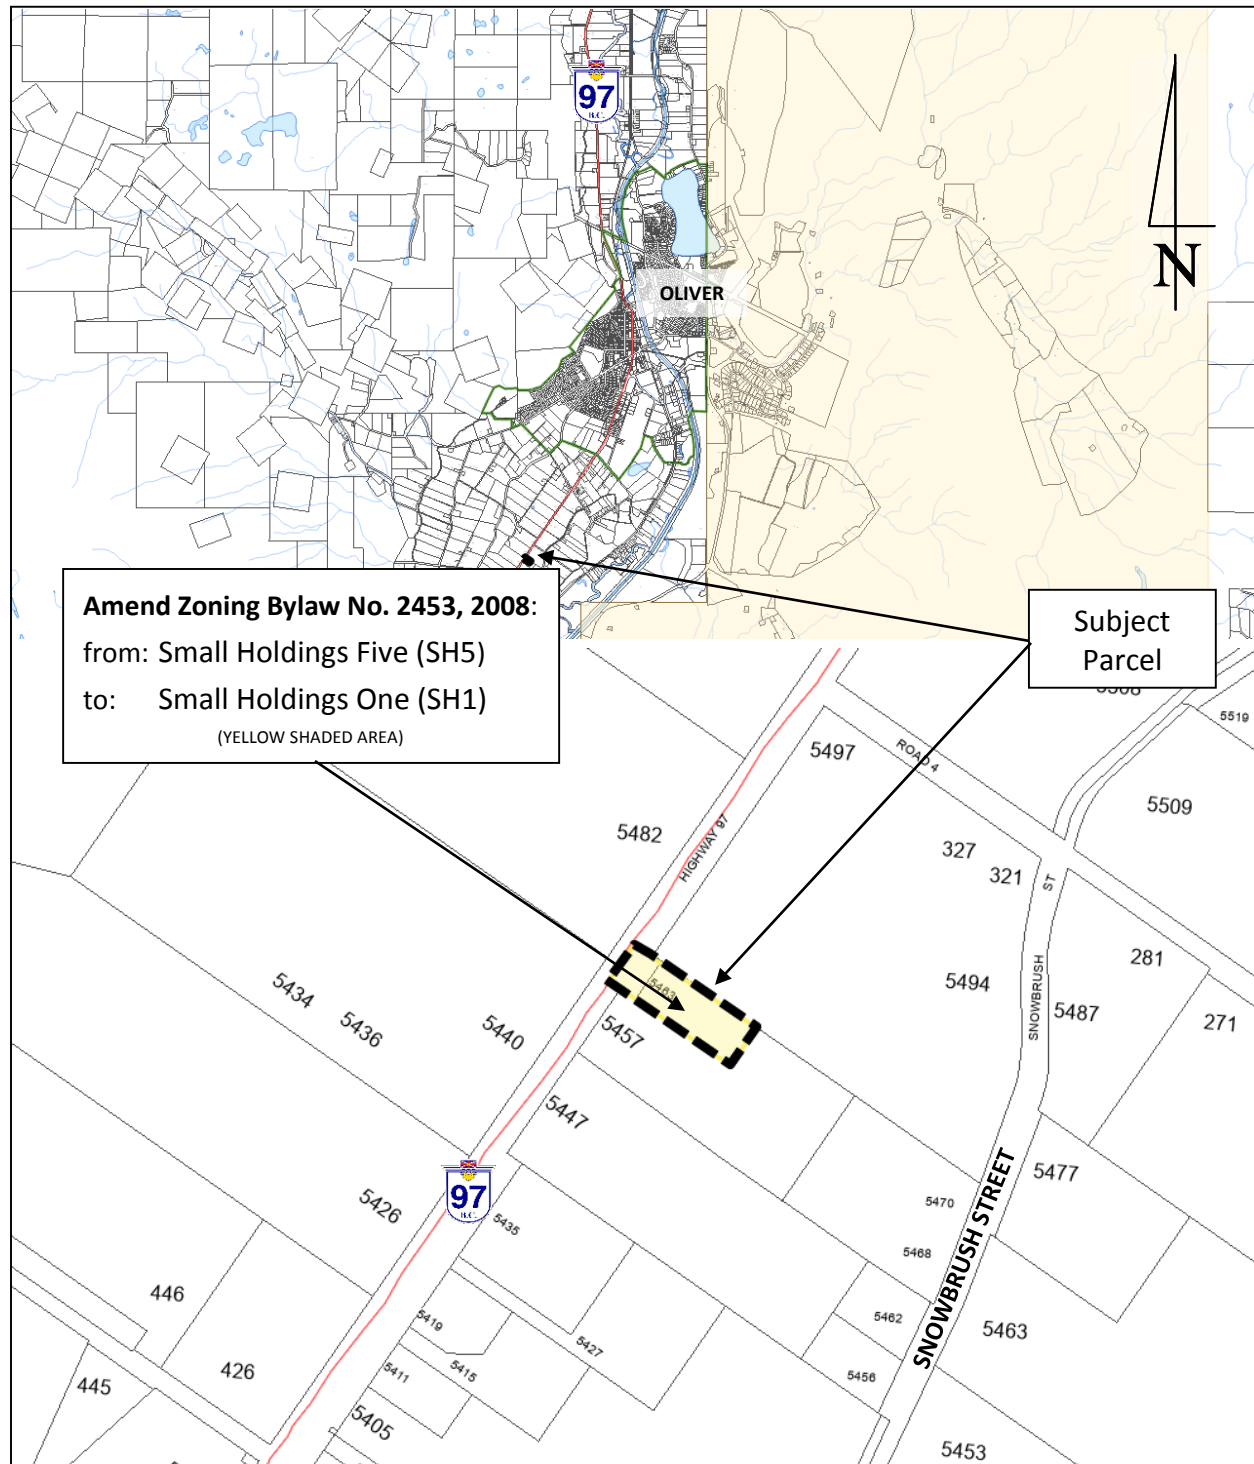 97
B.C.
OLIVER
N
Amend Zoning Bylaw No. 2453, 2008:
from: Small Holdings Five (SH5)
to: Small Holdings One (SH1)
(YELLOW SHADED AREA)
Subject
Parcel
5519
5497
ROAD 4
5509
5482
HIGHWAY 97
327
321
ST
281
5434
5436
5440
5463
5457
5494
SNOWBRUSH
5487
271
5447
97
B.C.
5426
5435
5470
5477
5468
SNOWBRUSH STREET
446
5419
5427
5462
5463
426
5415
5411
5456
445
5405
5453